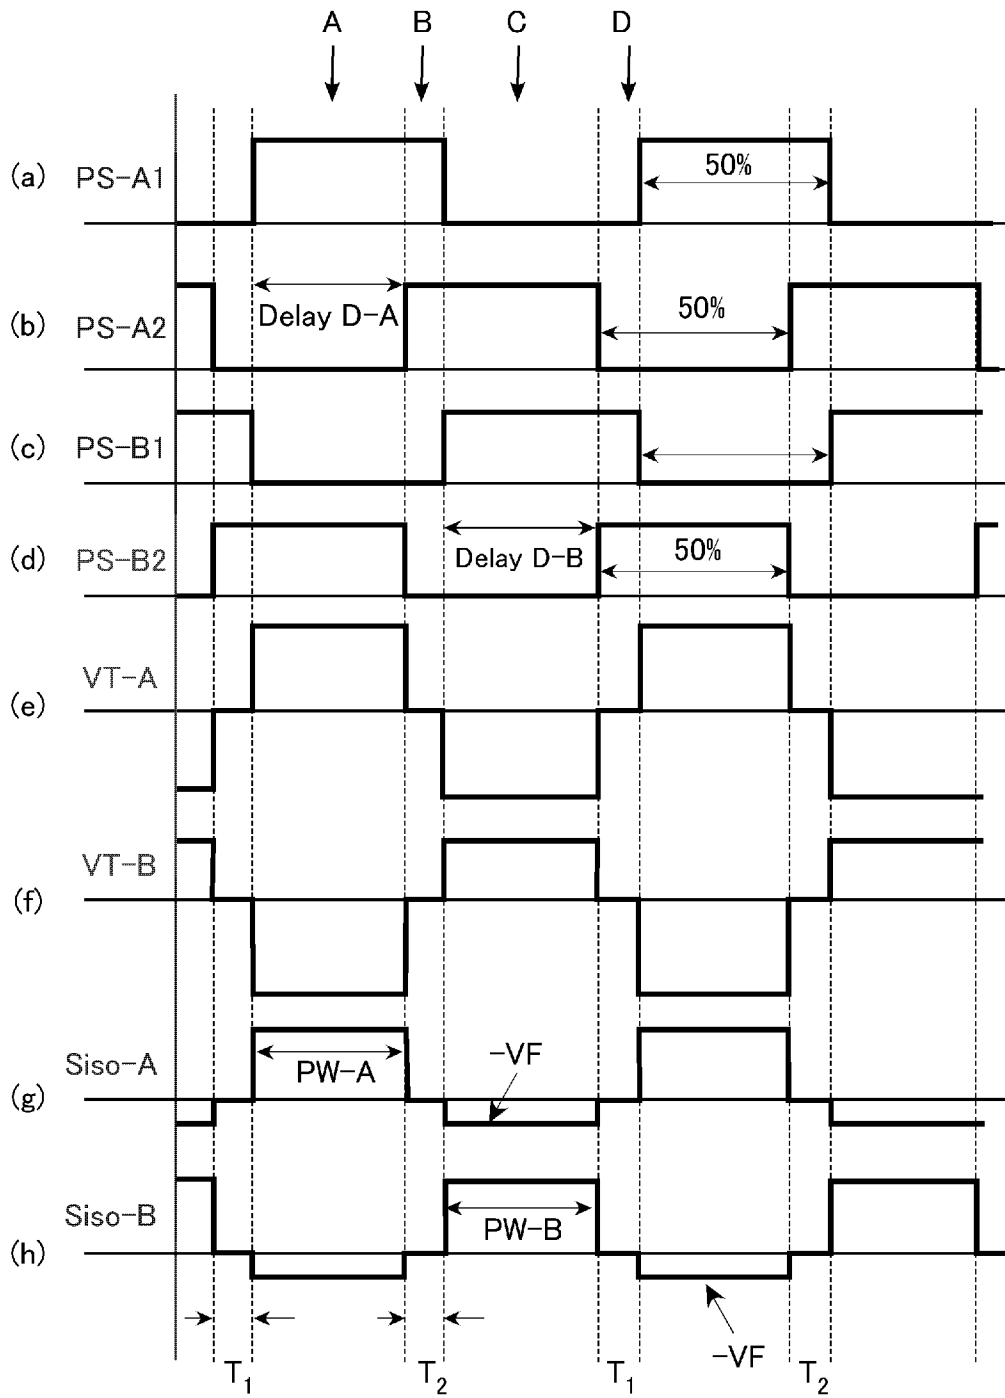 A B C D
(a) PS-A1 50%
(b) PS-A2 Delay D-A 50%
(c) PS-B1
(d) PS-B2 Delay D-B 50%
VT-A
(e)
VT-B
(f)
Siso-A PW-A -VF
(g)
Siso-B PW-B
(h)
-VF
T1 T2 T1 T2